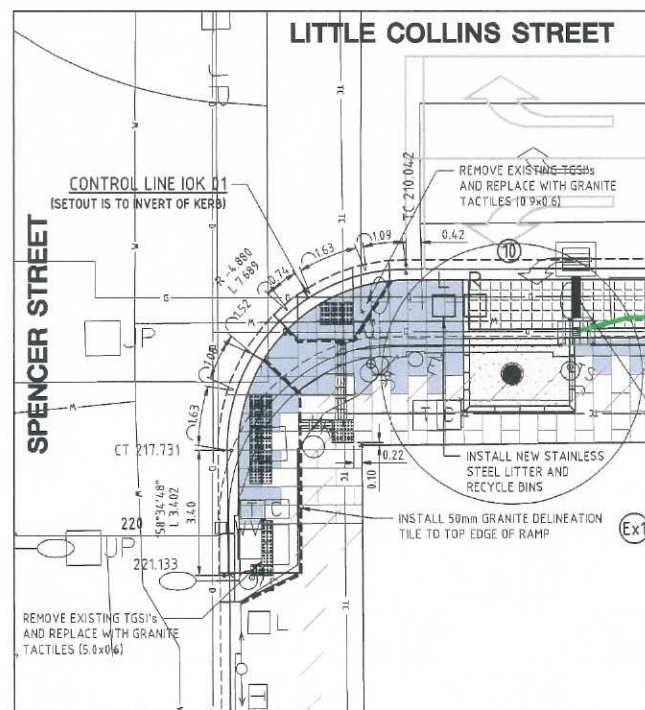 LITTLE COLLINS STREET
SPENCER STREET
CONTROL LINE IOK 01
(SETOUT IS TO INVERT OF KERB)
REMOVE EXISTING TGSI's
AND REPLACE WITH GRANITE
TACTILES (0.9x0.6)
TC 210.042
0.42
1.09
1.63
0.74
R -4.880
L 7.689
1.52
1.08
1.63
10
L
R
JP
CT 217.731
58°34'48"
L 3.402
3.40
220
221.133
JP
0.22
0.10
INSTALL NEW STAINLESS
STEEL LITTER AND
RECYCLE BINS
INSTALL 50mm GRANITE DELINEATION
TILE TO TOP EDGE OF RAMP
Ex1
REMOVE EXISTING TGSI's
AND REPLACE WITH GRANITE
TACTILES (5.0x0.6)
L
T